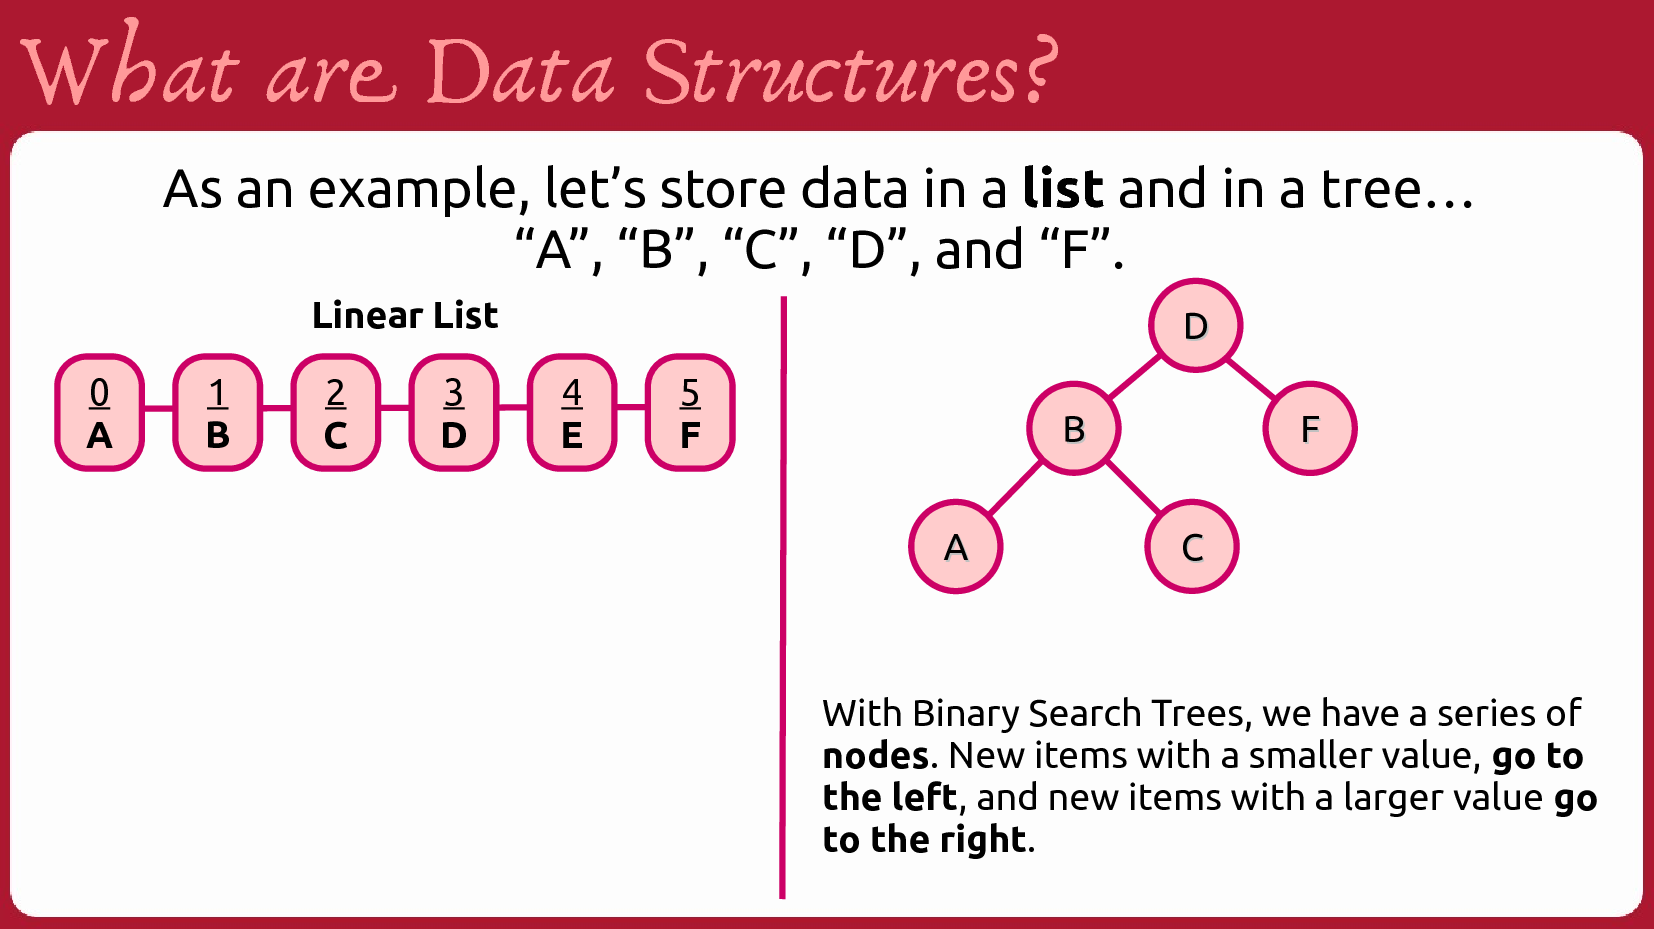 What are Data Structures?
As an example, let’s store data in a list and in a tree…
“A”, “B”, “C”, “D”, and “F”.
Linear List
0 1 2 3 4 5
A B C D E F
D
B F
A C
With Binary Search Trees, we have a series of
nodes. New items with a smaller value, go to
the left, and new items with a larger value go
to the right.